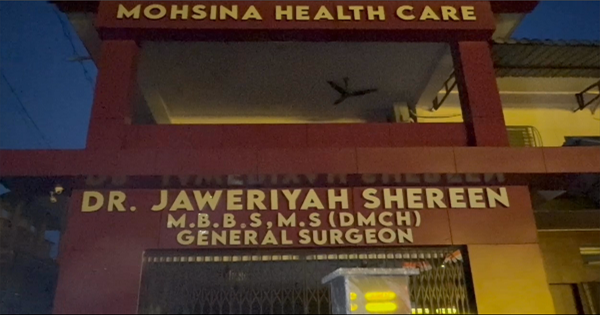 MOHSINA HEALTH CARE
DR. JAWERIYAH SHEREEN
M.B.B.S, M.S (DMCH)
GENERAL SURGEON